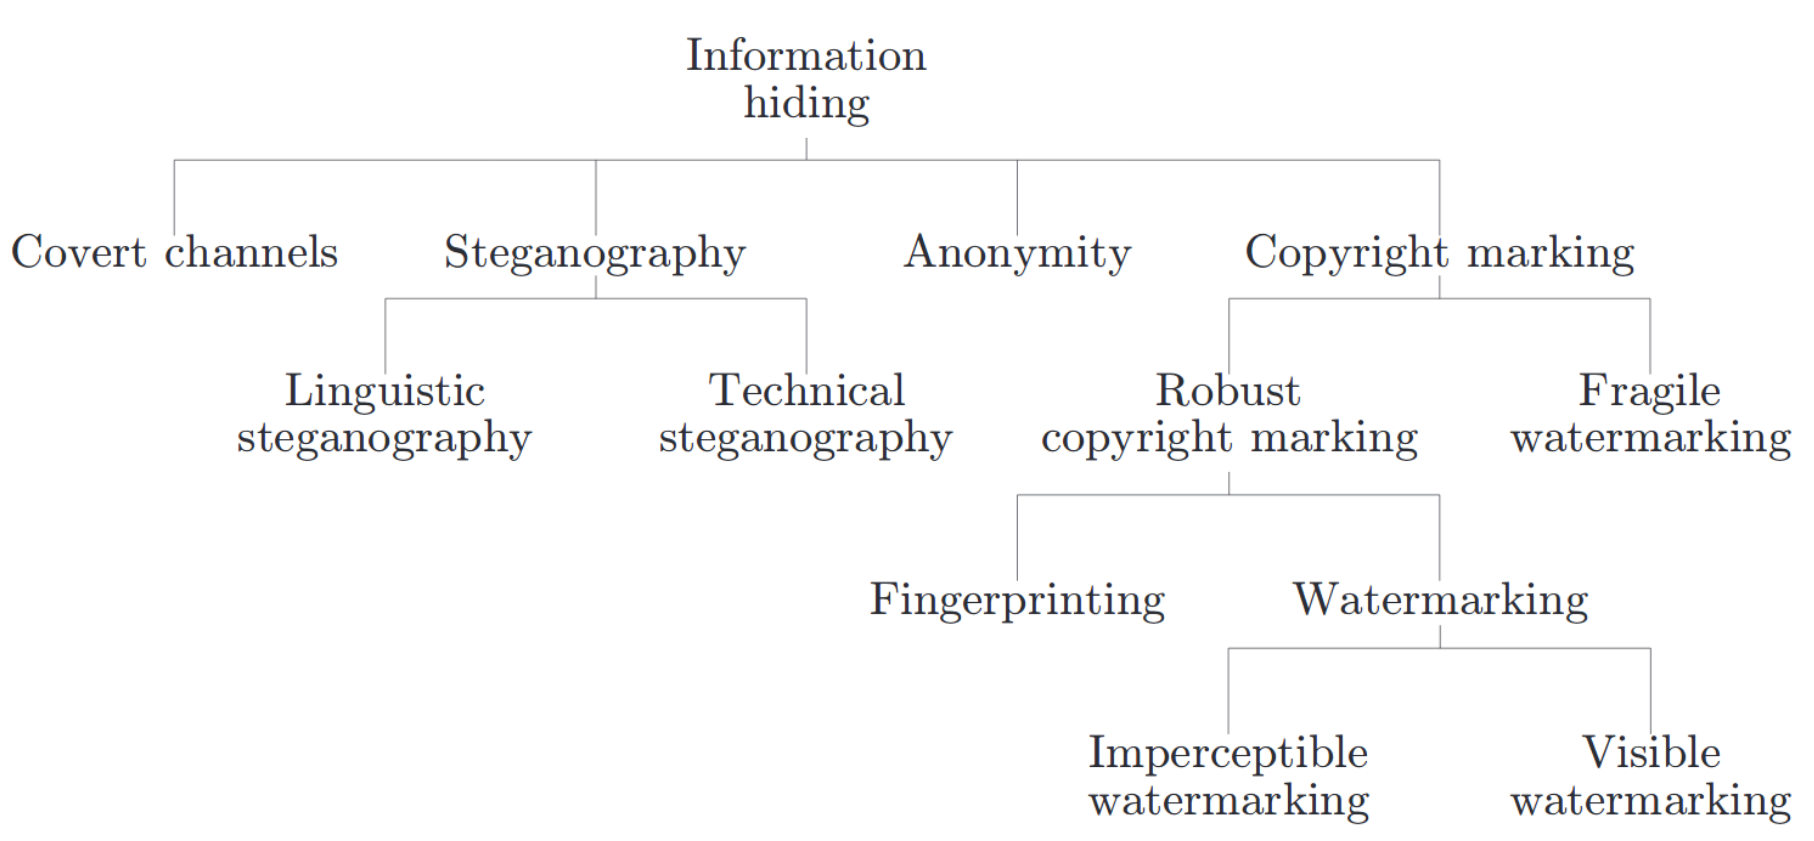 Information
hiding
Covert channels
Steganography
Anonymity
Copyright marking
Linguistic
steganography
Technical
steganography
Robust
copyright marking
Fragile
watermarking
Fingerprinting
Watermarking
Imperceptible
watermarking
Visible
watermarking